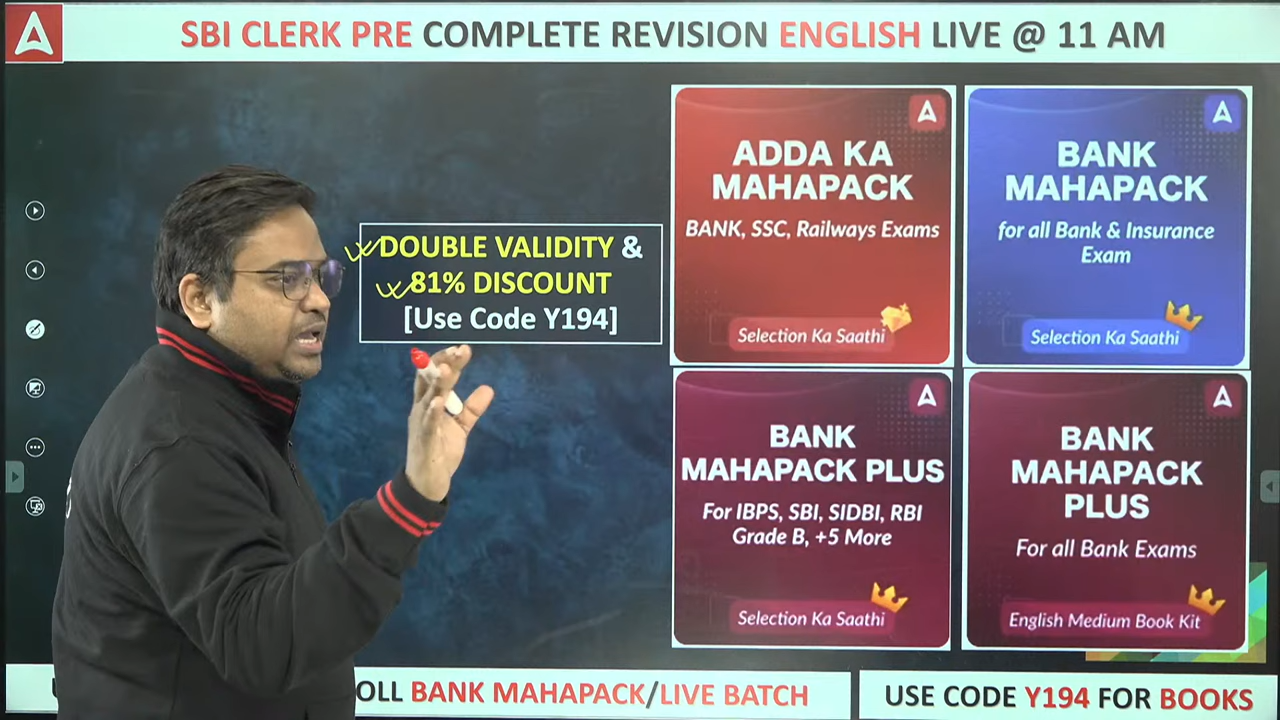 SBI CLERK PRE COMPLETE REVISION ENGLISH LIVE @ 11 AM
DOUBLE VALIDITY &
81% DISCOUNT
[Use Code Y194]
ADDA KA
MAHAPACK
BANK, SSC, Railways Exams
Selection Ka Saathi
BANK
MAHAPACK
for all Bank & Insurance
Exam
Selection Ka Saathi
BANK
MAHAPACK PLUS
For IBPS, SBI, SIDBI, RBI
Grade B, +5 More
Selection Ka Saathi
BANK
MAHAPACK
PLUS
For all Bank Exams
English Medium Book Kit
OLL BANK MAHAPACK/LIVE BATCH
USE CODE Y194 FOR BOOKS